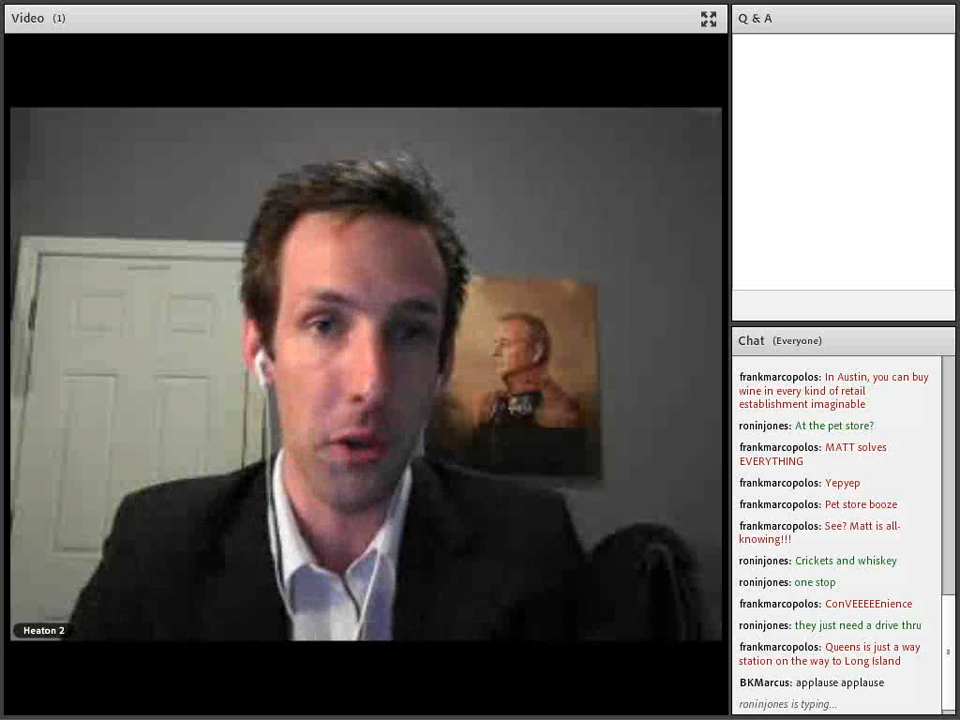 Video (1)
Q & A
Heaton 2
Chat (Everyone)
frankmarcopolos: In Austin, you can buy
wine in every kind of retail
establishment imaginable
roninjones: At the pet store?
frankmarcopolos: MATT solves
EVERYTHING
frankmarcopolos: Yepyep
frankmarcopolos: Pet store booze
frankmarcopolos: See? Matt is all-
knowing!!!
roninjones: Crickets and whiskey
roninjones: one stop
frankmarcopolos: ConVEEEEEnience
roninjones: they just need a drive thru
frankmarcopolos: Queens is just a way
station on the way to Long Island
BKMarcus: applause applause
roninjones is typing...